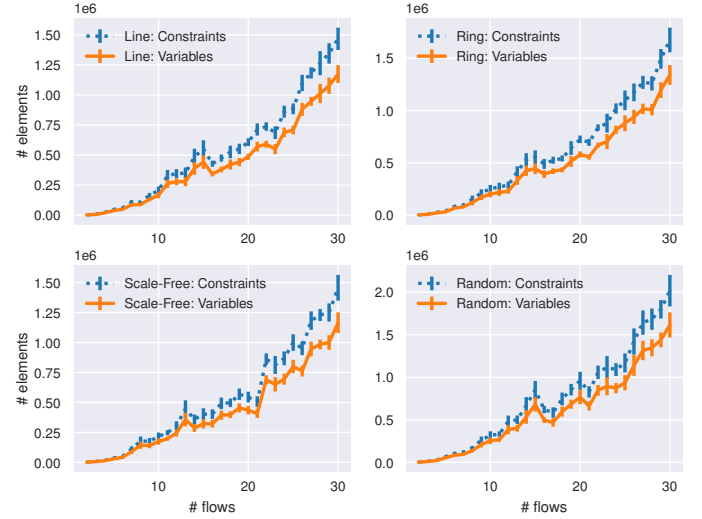 1e6
Line: Constraints
Line: Variables
1.50
1.25
1.00
0.75
0.50
0.25
0.00
# elements
10
20
30
1e6
Ring: Constraints
Ring: Variables
1.5
1.0
0.5
0.0
10
20
30
1e6
Scale-Free: Constraints
Scale-Free: Variables
1.50
1.25
1.00
0.75
0.50
0.25
0.00
# elements
10
20
30
# flows
1e6
Random: Constraints
Random: Variables
2.0
1.5
1.0
0.5
0.0
10
20
30
# flows